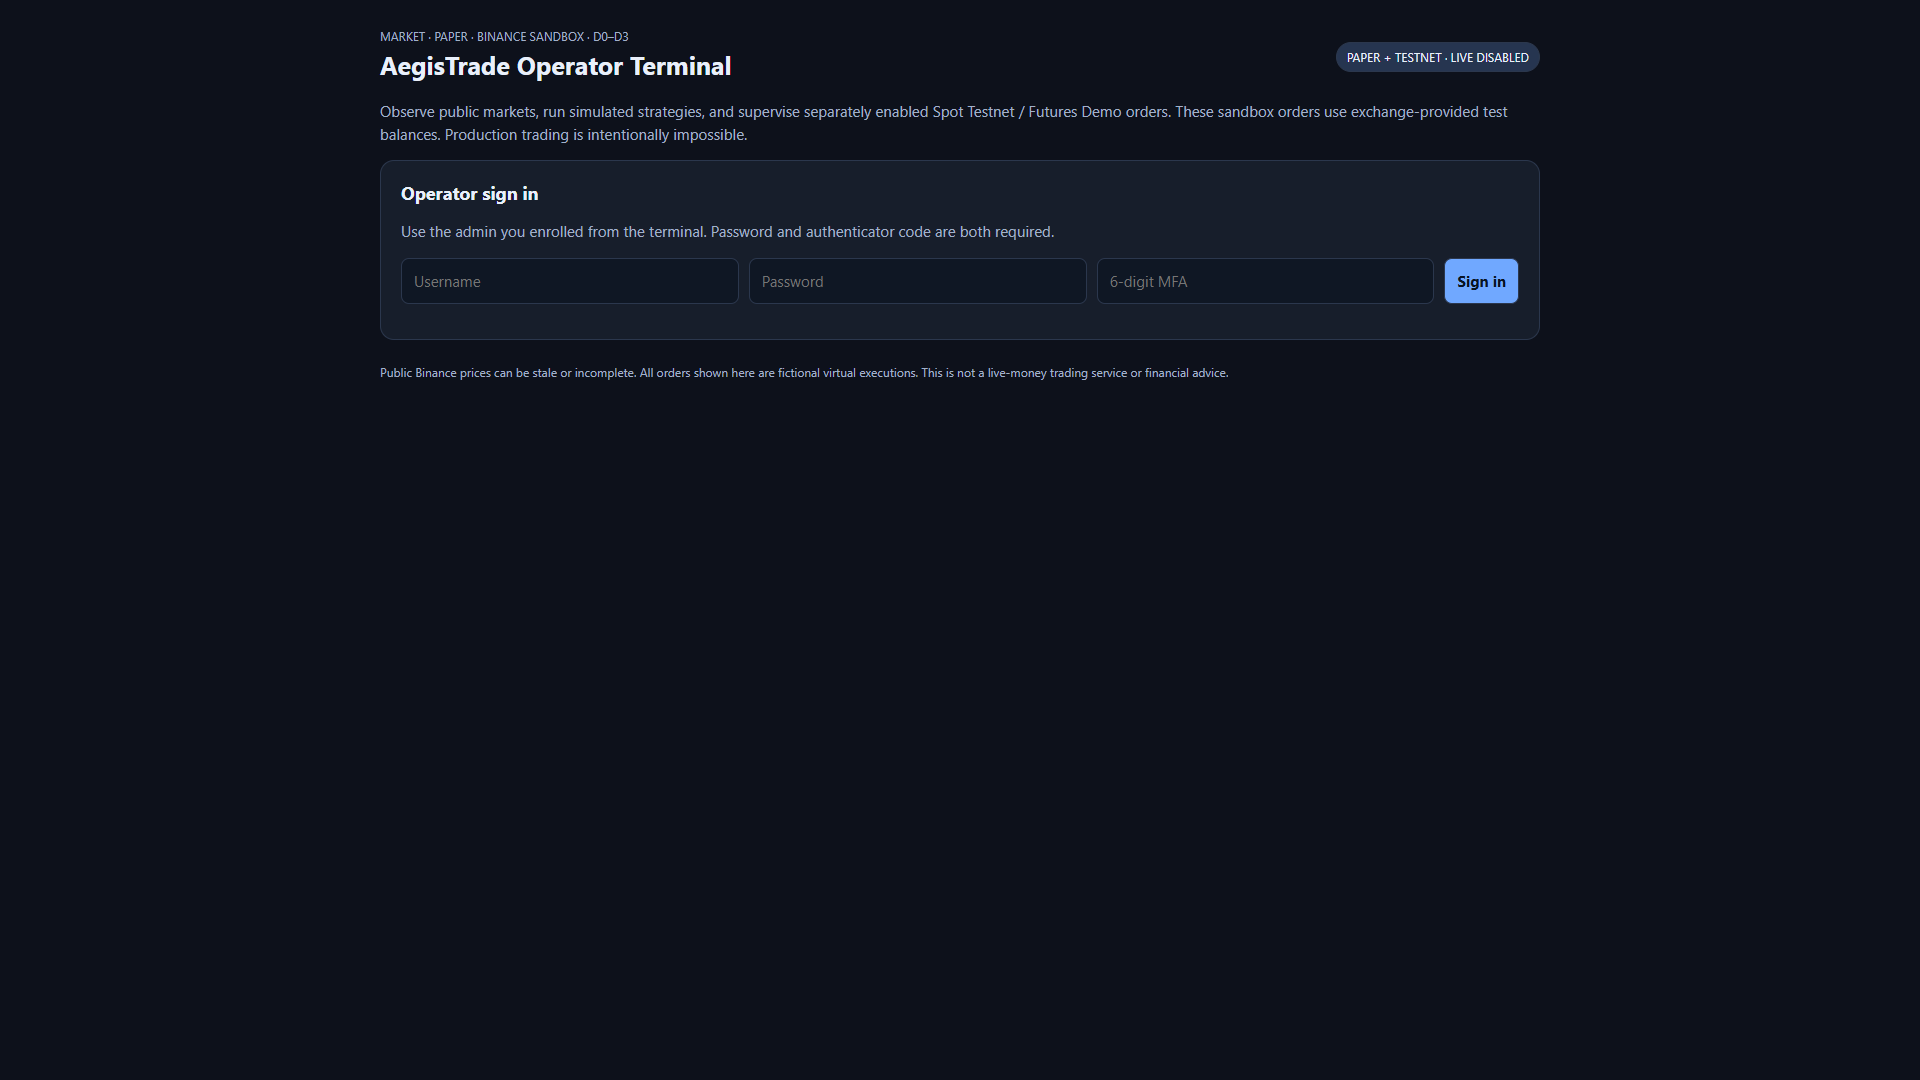 MARKET · PAPER · BINANCE SANDBOX · D0–D3
AegisTrade Operator Terminal
PAPER + TESTNET · LIVE DISABLED
Observe public markets, run simulated strategies, and supervise separately enabled Spot Testnet / Futures Demo orders. These sandbox orders use exchange-provided test
balances. Production trading is intentionally impossible.
Operator sign in
Use the admin you enrolled from the terminal. Password and authenticator code are both required.
Username
Password
6-digit MFA
Sign in
Public Binance prices can be stale or incomplete. All orders shown here are fictional virtual executions. This is not a live-money trading service or financial advice.